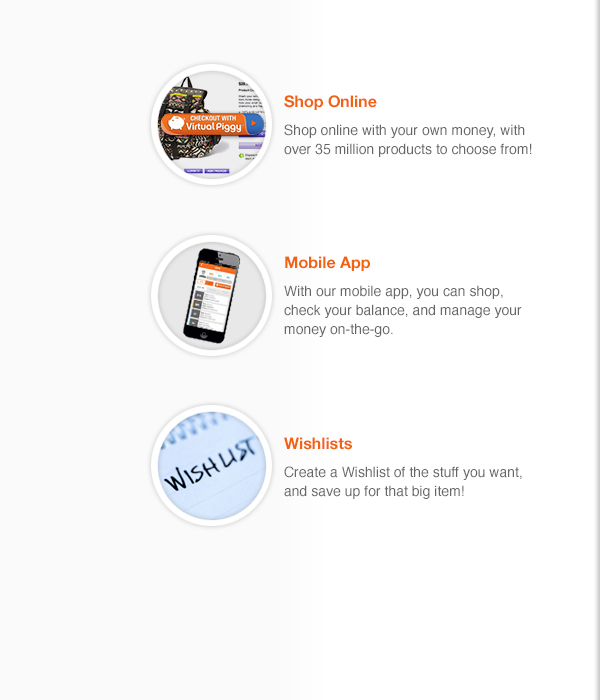 CHECKOUT WITH
Virtual Piggy
Shop Online
Shop online with your own money, with
over 35 million products to choose from!
Mobile App
With our mobile app, you can shop,
check your balance, and manage your
money on-the-go.
WISH LIST
Wishlists
Create a Wishlist of the stuff you want,
and save up for that big item!